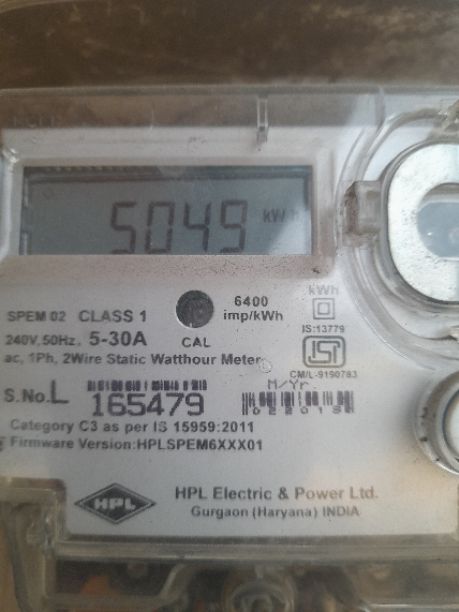 5049 kW
SPEM 02 CLASS 1
240V,50Hz, 5-30A
CAL
6400
imp/kWh
kWh
IS:13779
ac, 1Ph, 2Wire Static Watthour Meter
CM/L-9190783
S.No. L 165479
M/Yr.
022018
Category C3 as per IS 15959:2011
Firmware Version:HPLSPEM6XXX01
HPL
HPL Electric & Power Ltd.
Gurgaon (Haryana) INDIA